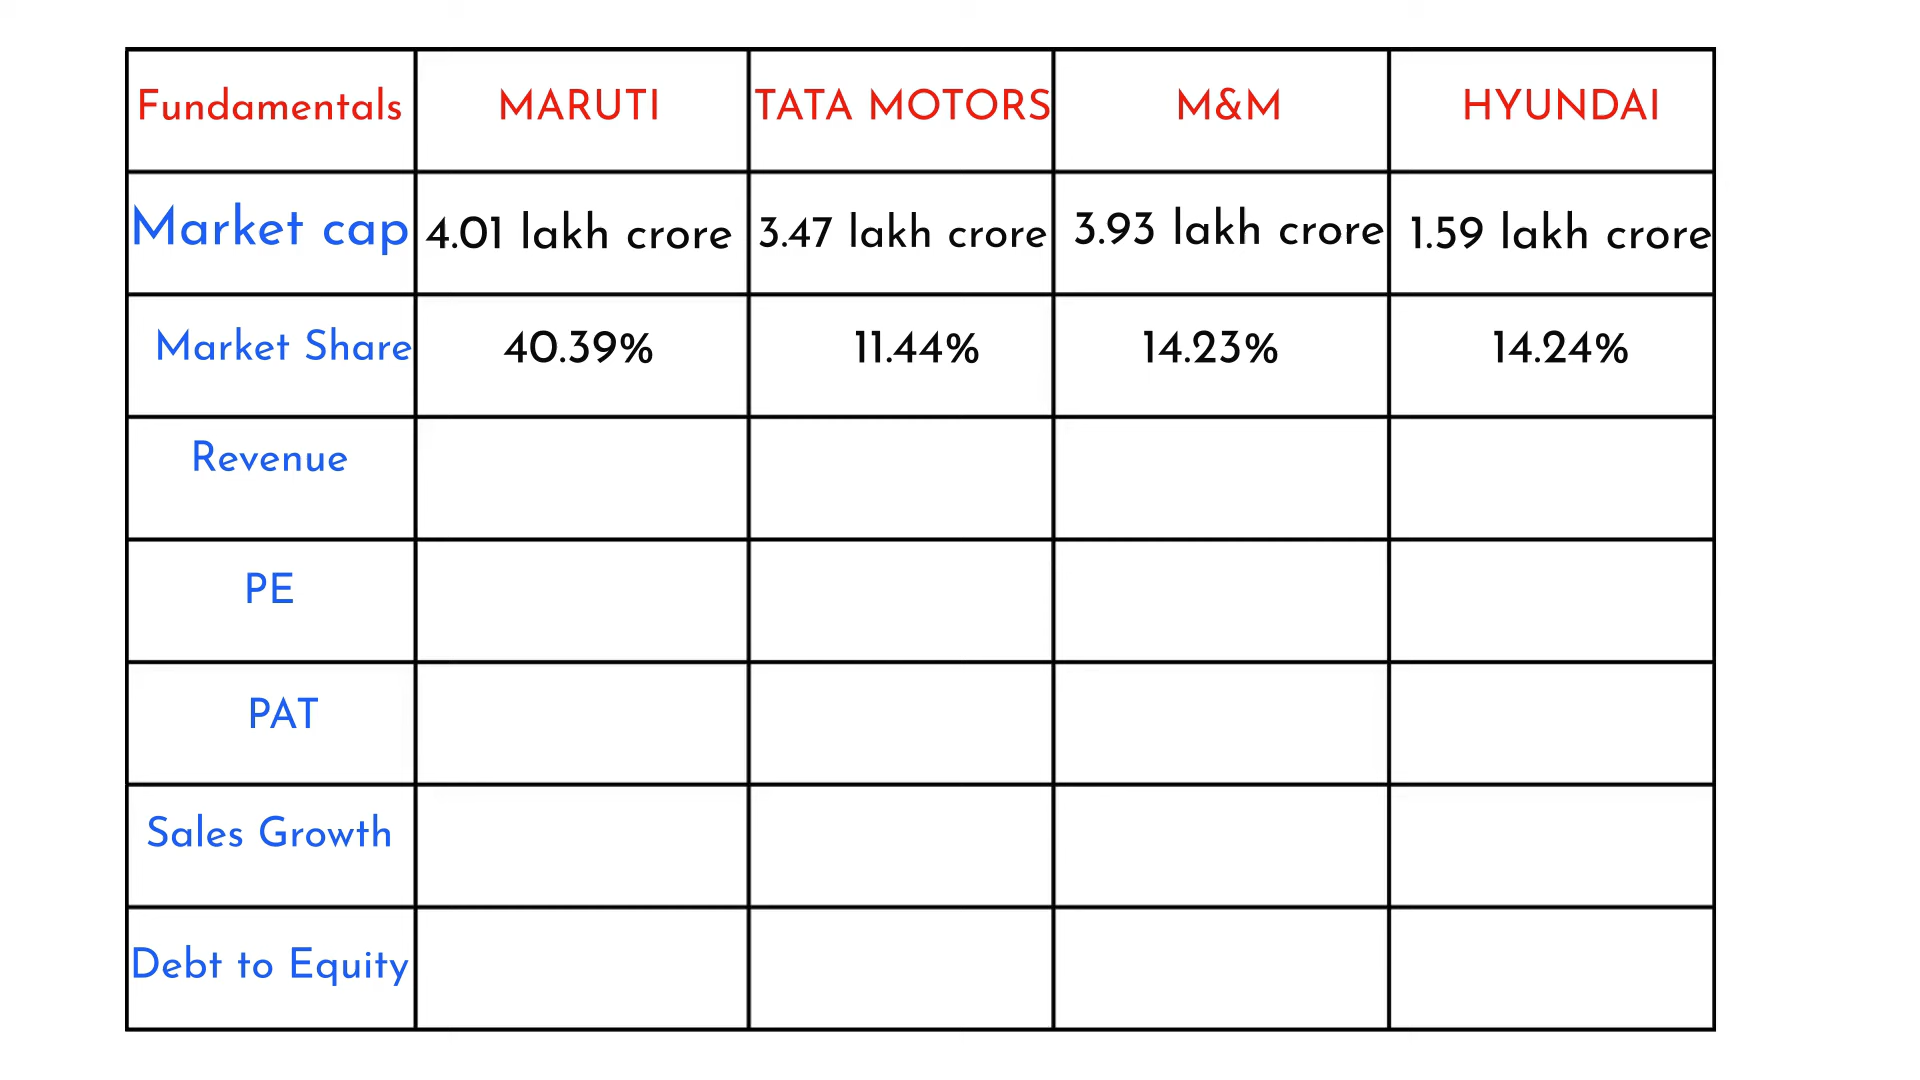 Fundamentals MARUTI TATA MOTORS M&M HYUNDAI
Market cap 4.01 lakh crore 3.47 lakh crore 3.93 lakh crore 1.59 lakh crore
Market Share 40.39% 11.44% 14.23% 14.24%
Revenue
PE
PAT
Sales Growth
Debt to Equity